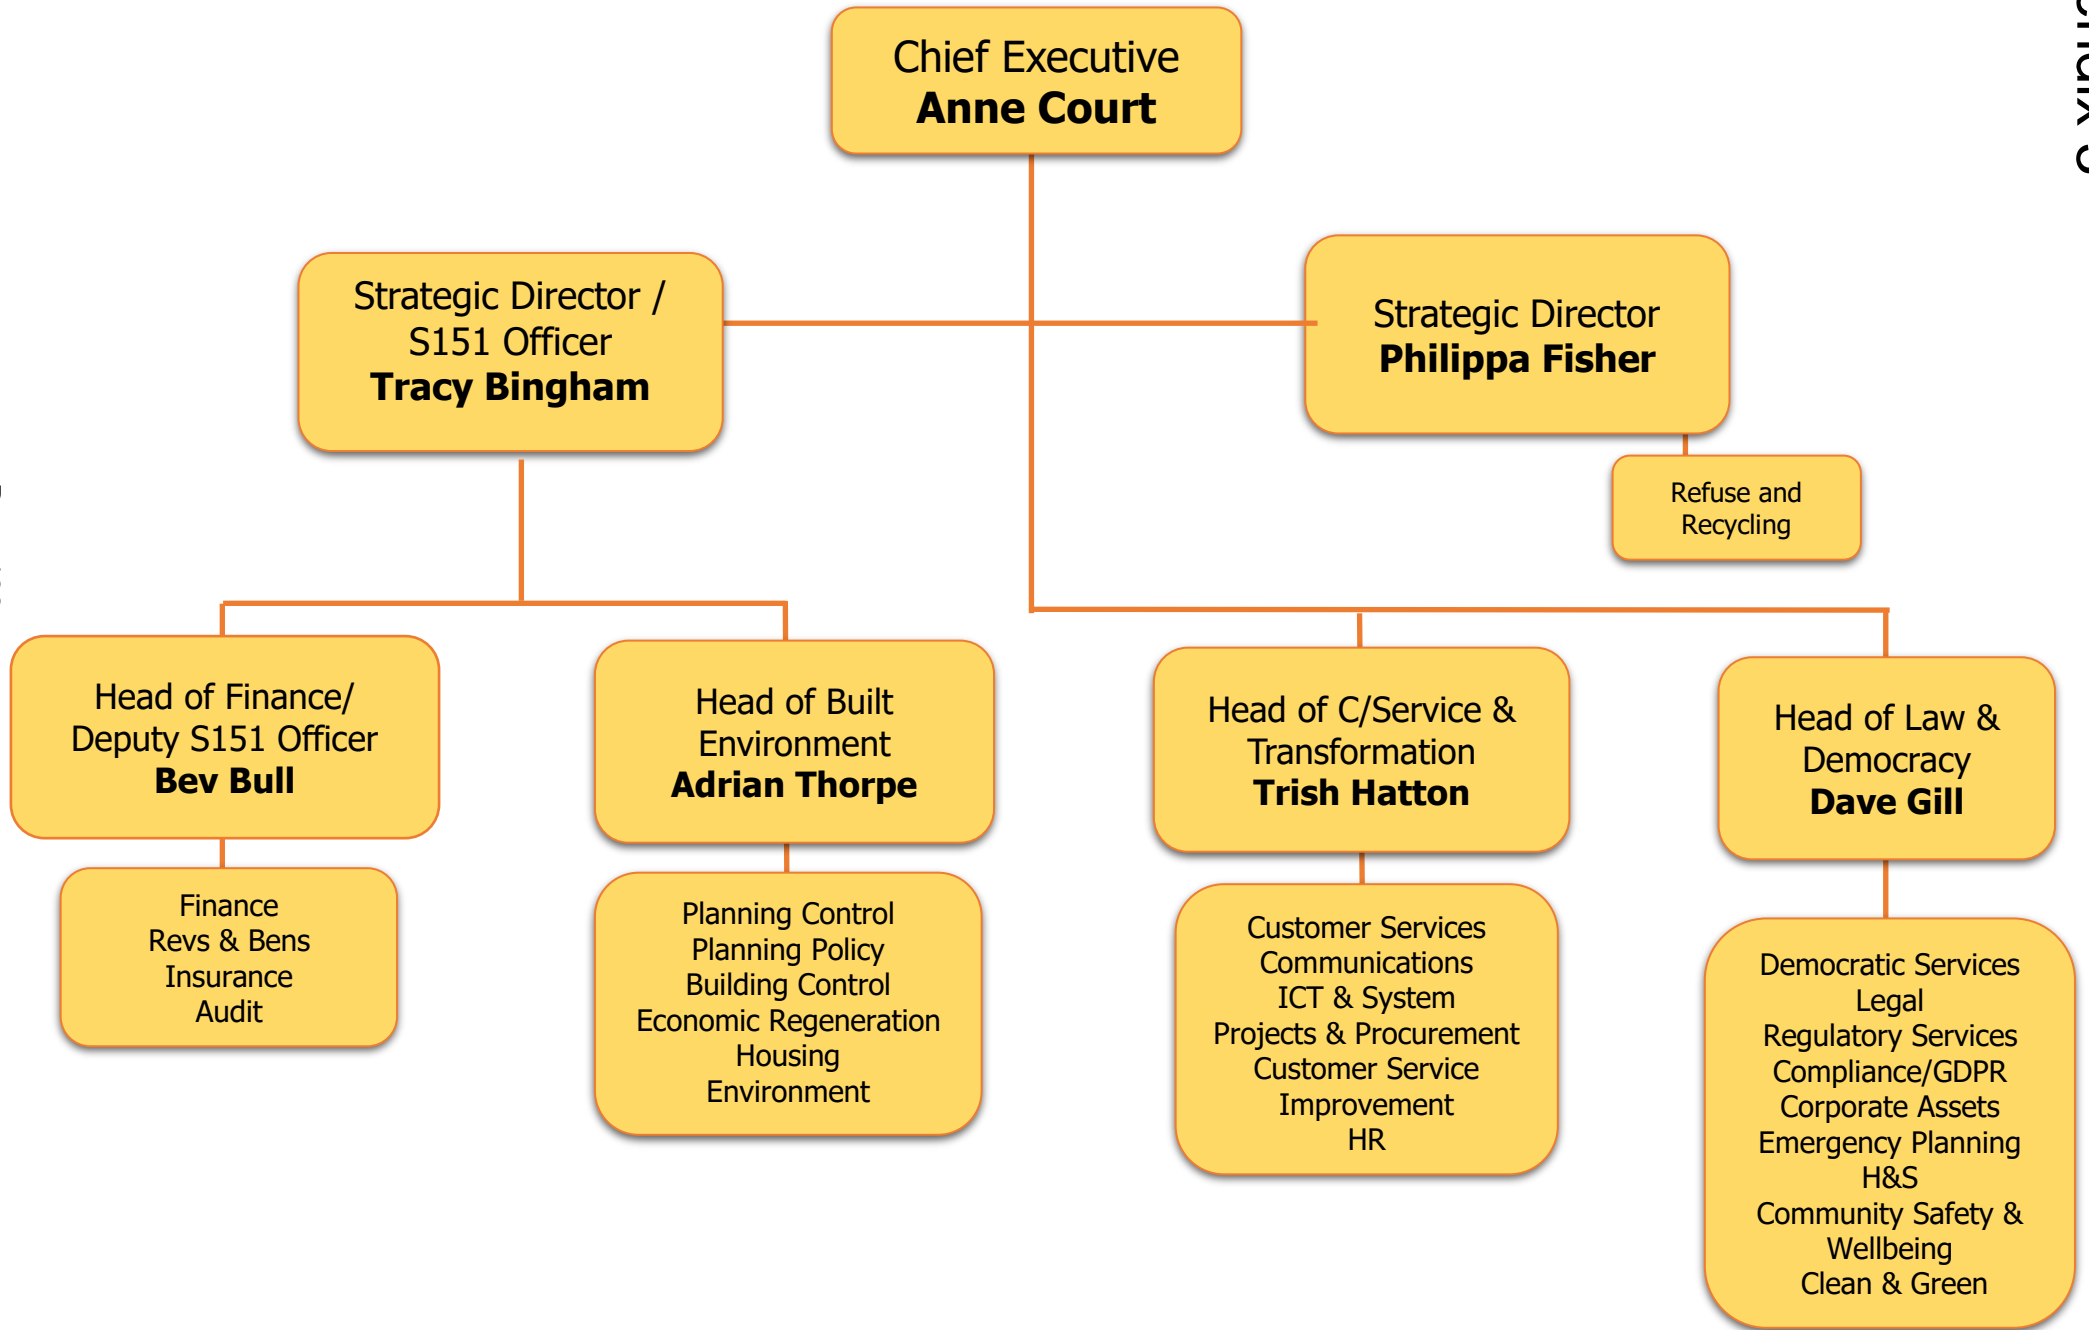 Chief Executive
Anne Court
Strategic Director /
S151 Officer
Tracy Bingham
Strategic Director
Philippa Fisher
Refuse and
Recycling
Head of Finance/
Deputy S151 Officer
Bev Bull
Head of Built
Environment
Adrian Thorpe
Head of C/Service &
Transformation
Trish Hatton
Head of Law &
Democracy
Dave Gill
Finance
Revs & Bens
Insurance
Audit
Planning Control
Planning Policy
Building Control
Economic Regeneration
Housing
Environment
Customer Services
Communications
ICT & System
Projects & Procurement
Customer Service
Improvement
HR
Democratic Services
Legal
Regulatory Services
Compliance/GDPR
Corporate Assets
Emergency Planning
H&S
Community Safety &
Wellbeing
Clean & Green